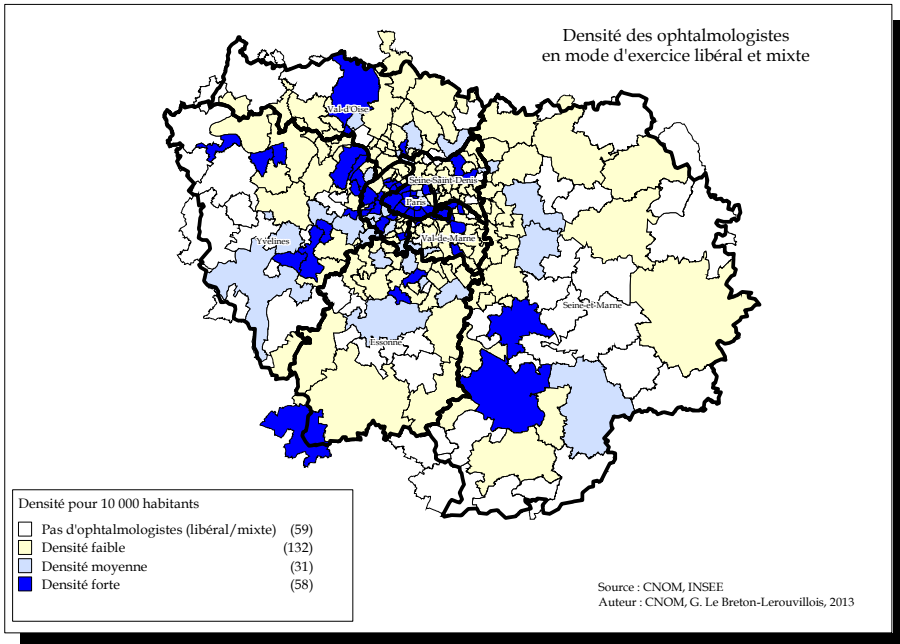 Densité des ophtalmologistes
en mode d'exercice libéral et mixte
Val-d'Oise
Seine-Saint-Denis
Paris
Yvelines
Val-de-Marne
Seine-et-Marne
Essonne
Densité pour 10 000 habitants
Pas d'ophtalmologistes (libéral/mixte) (59)
Densité faible (132)
Densité moyenne (31)
Densité forte (58)
Source : CNOM, INSEE
Auteur : CNOM, G. Le Breton-Lerouvillois, 2013